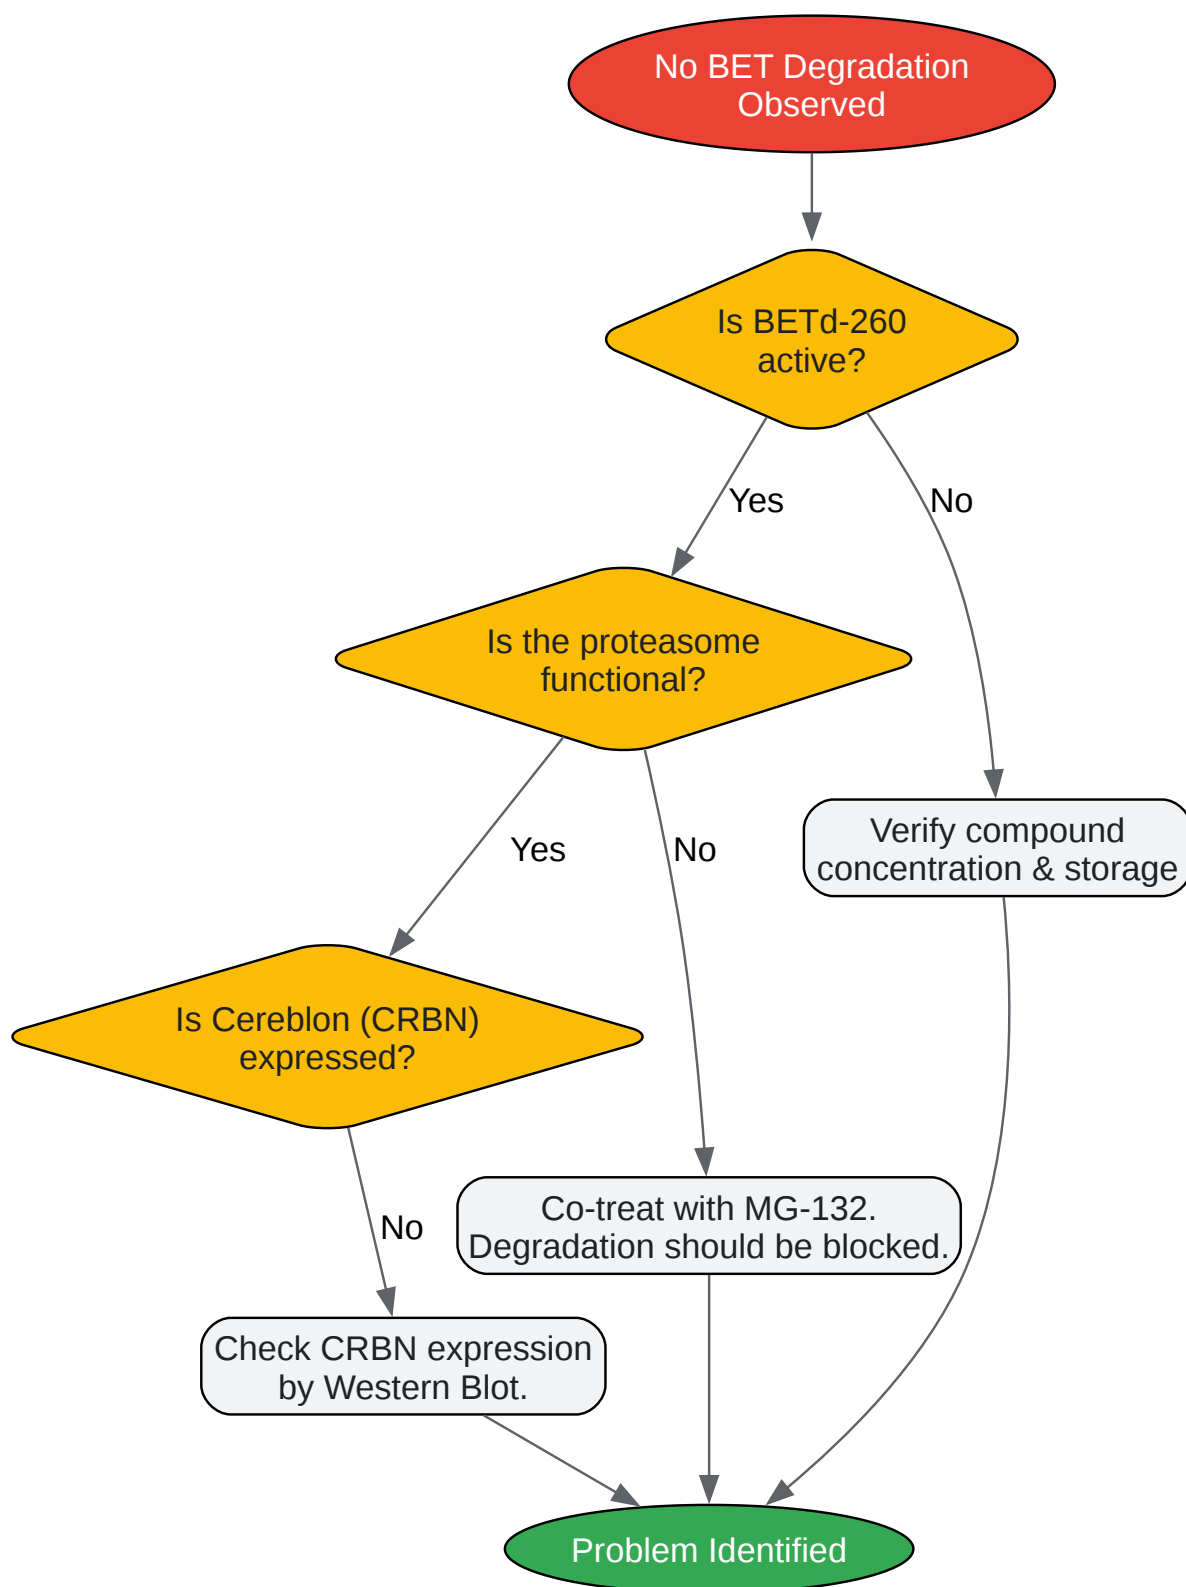 No BET Degradation
Observed
Is BETd-260
active?
Yes
No
Is the proteasome
functional?
Yes
No
Verify compound
concentration & storage
Is Cereblon (CRBN)
expressed?
No
Co-treat with MG-132.
Degradation should be blocked.
Check CRBN expression
by Western Blot.
Problem Identified